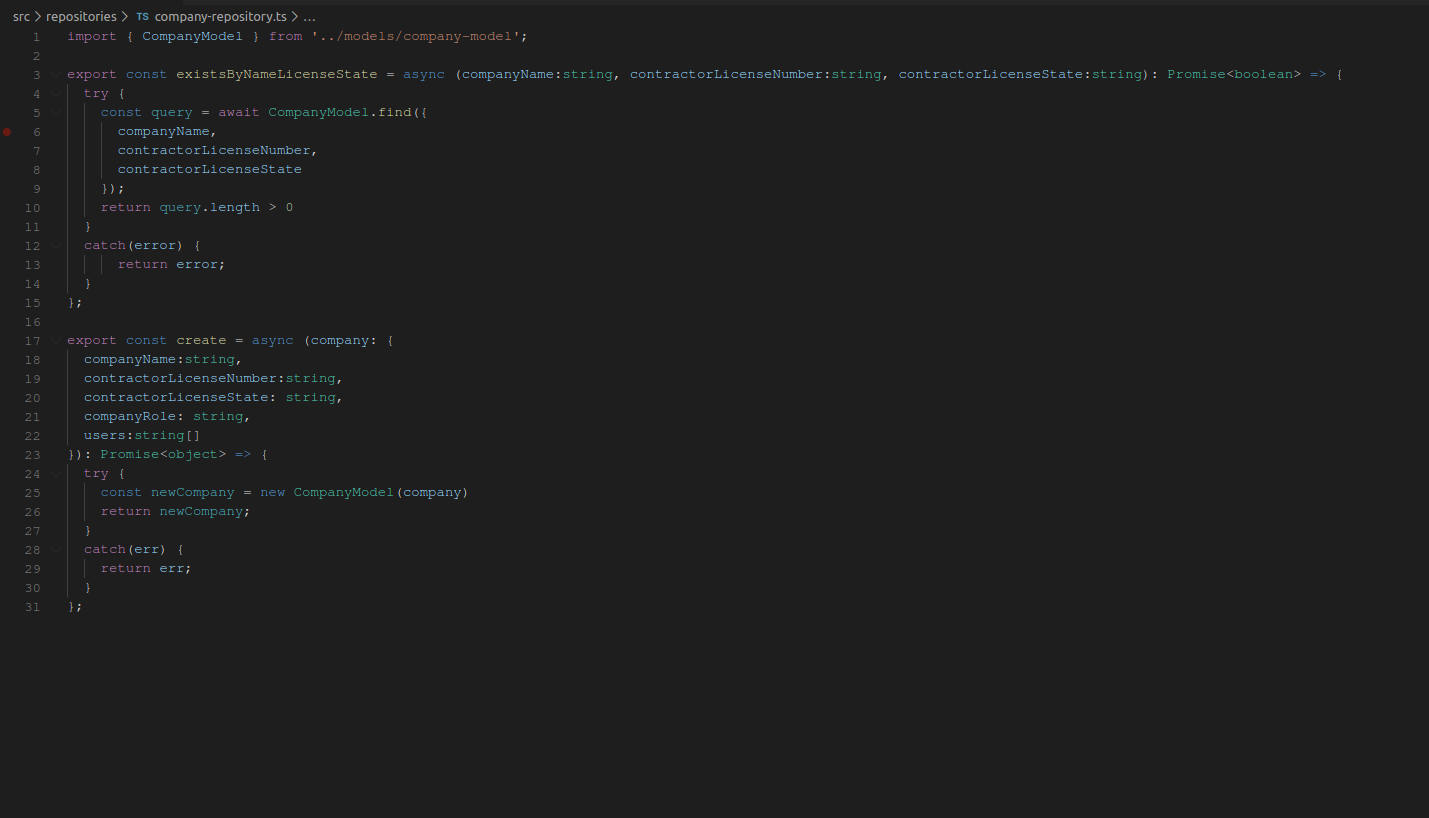 src > repositories > TS company-repository.ts > ...
1 import { CompanyModel } from '../models/company-model';
2
3 export const existsByNameLicenseState = async (companyName:string, contractorLicenseNumber:string, contractorLicenseState:string): Promise<boolean> => {
4   try {
5     const query = await CompanyModel.find({
6       companyName,
7       contractorLicenseNumber,
8       contractorLicenseState
9     });
10     return query.length > 0
11   }
12   catch(error) {
13       return error;
14   }
15 };
16
17 export const create = async (company: {
18   companyName:string,
19   contractorLicenseNumber:string,
20   contractorLicenseState: string,
21   companyRole: string,
22   users:string[]
23 }): Promise<object> => {
24   try {
25     const newCompany = new CompanyModel(company)
26     return newCompany;
27   }
28   catch(err) {
29     return err;
30   }
31 };